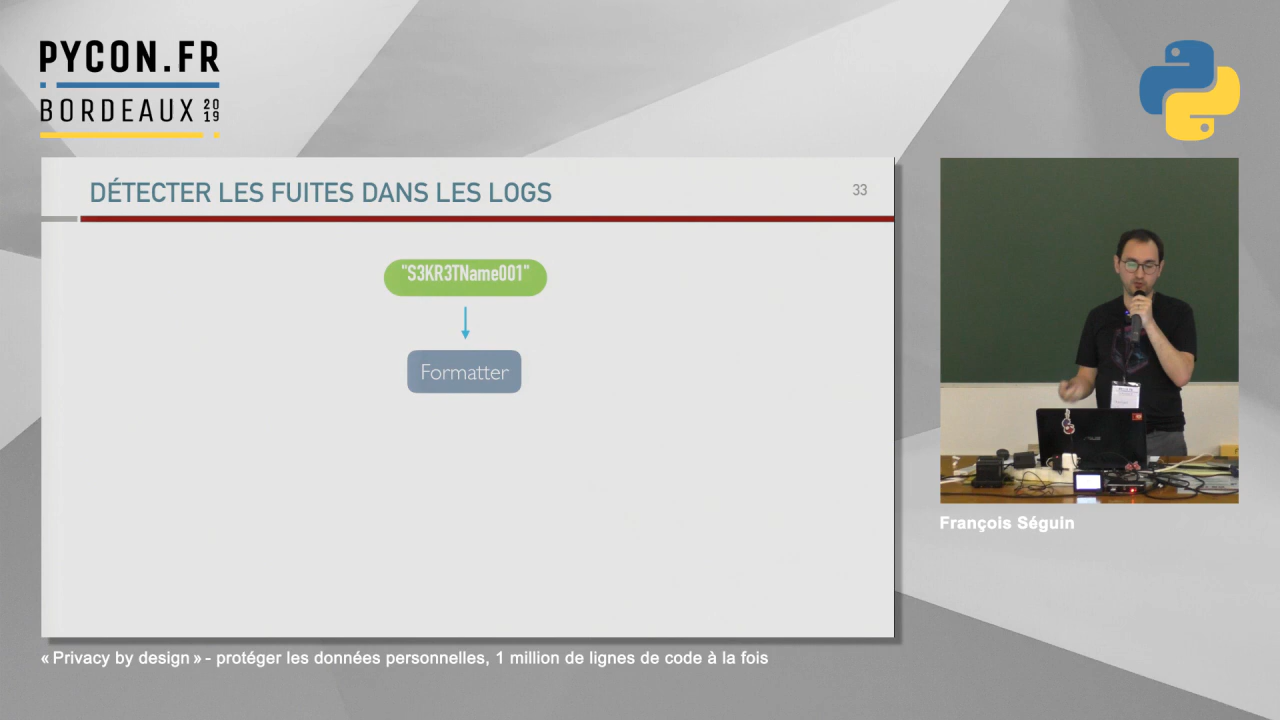 PYCON.FR
BORDEAUX 2019
DÉTECTER LES FUITES DANS LES LOGS
33
"S3KR3TName001"
Formatter
François Séguin
« Privacy by design » - protéger les données personnelles, 1 million de lignes de code à la fois